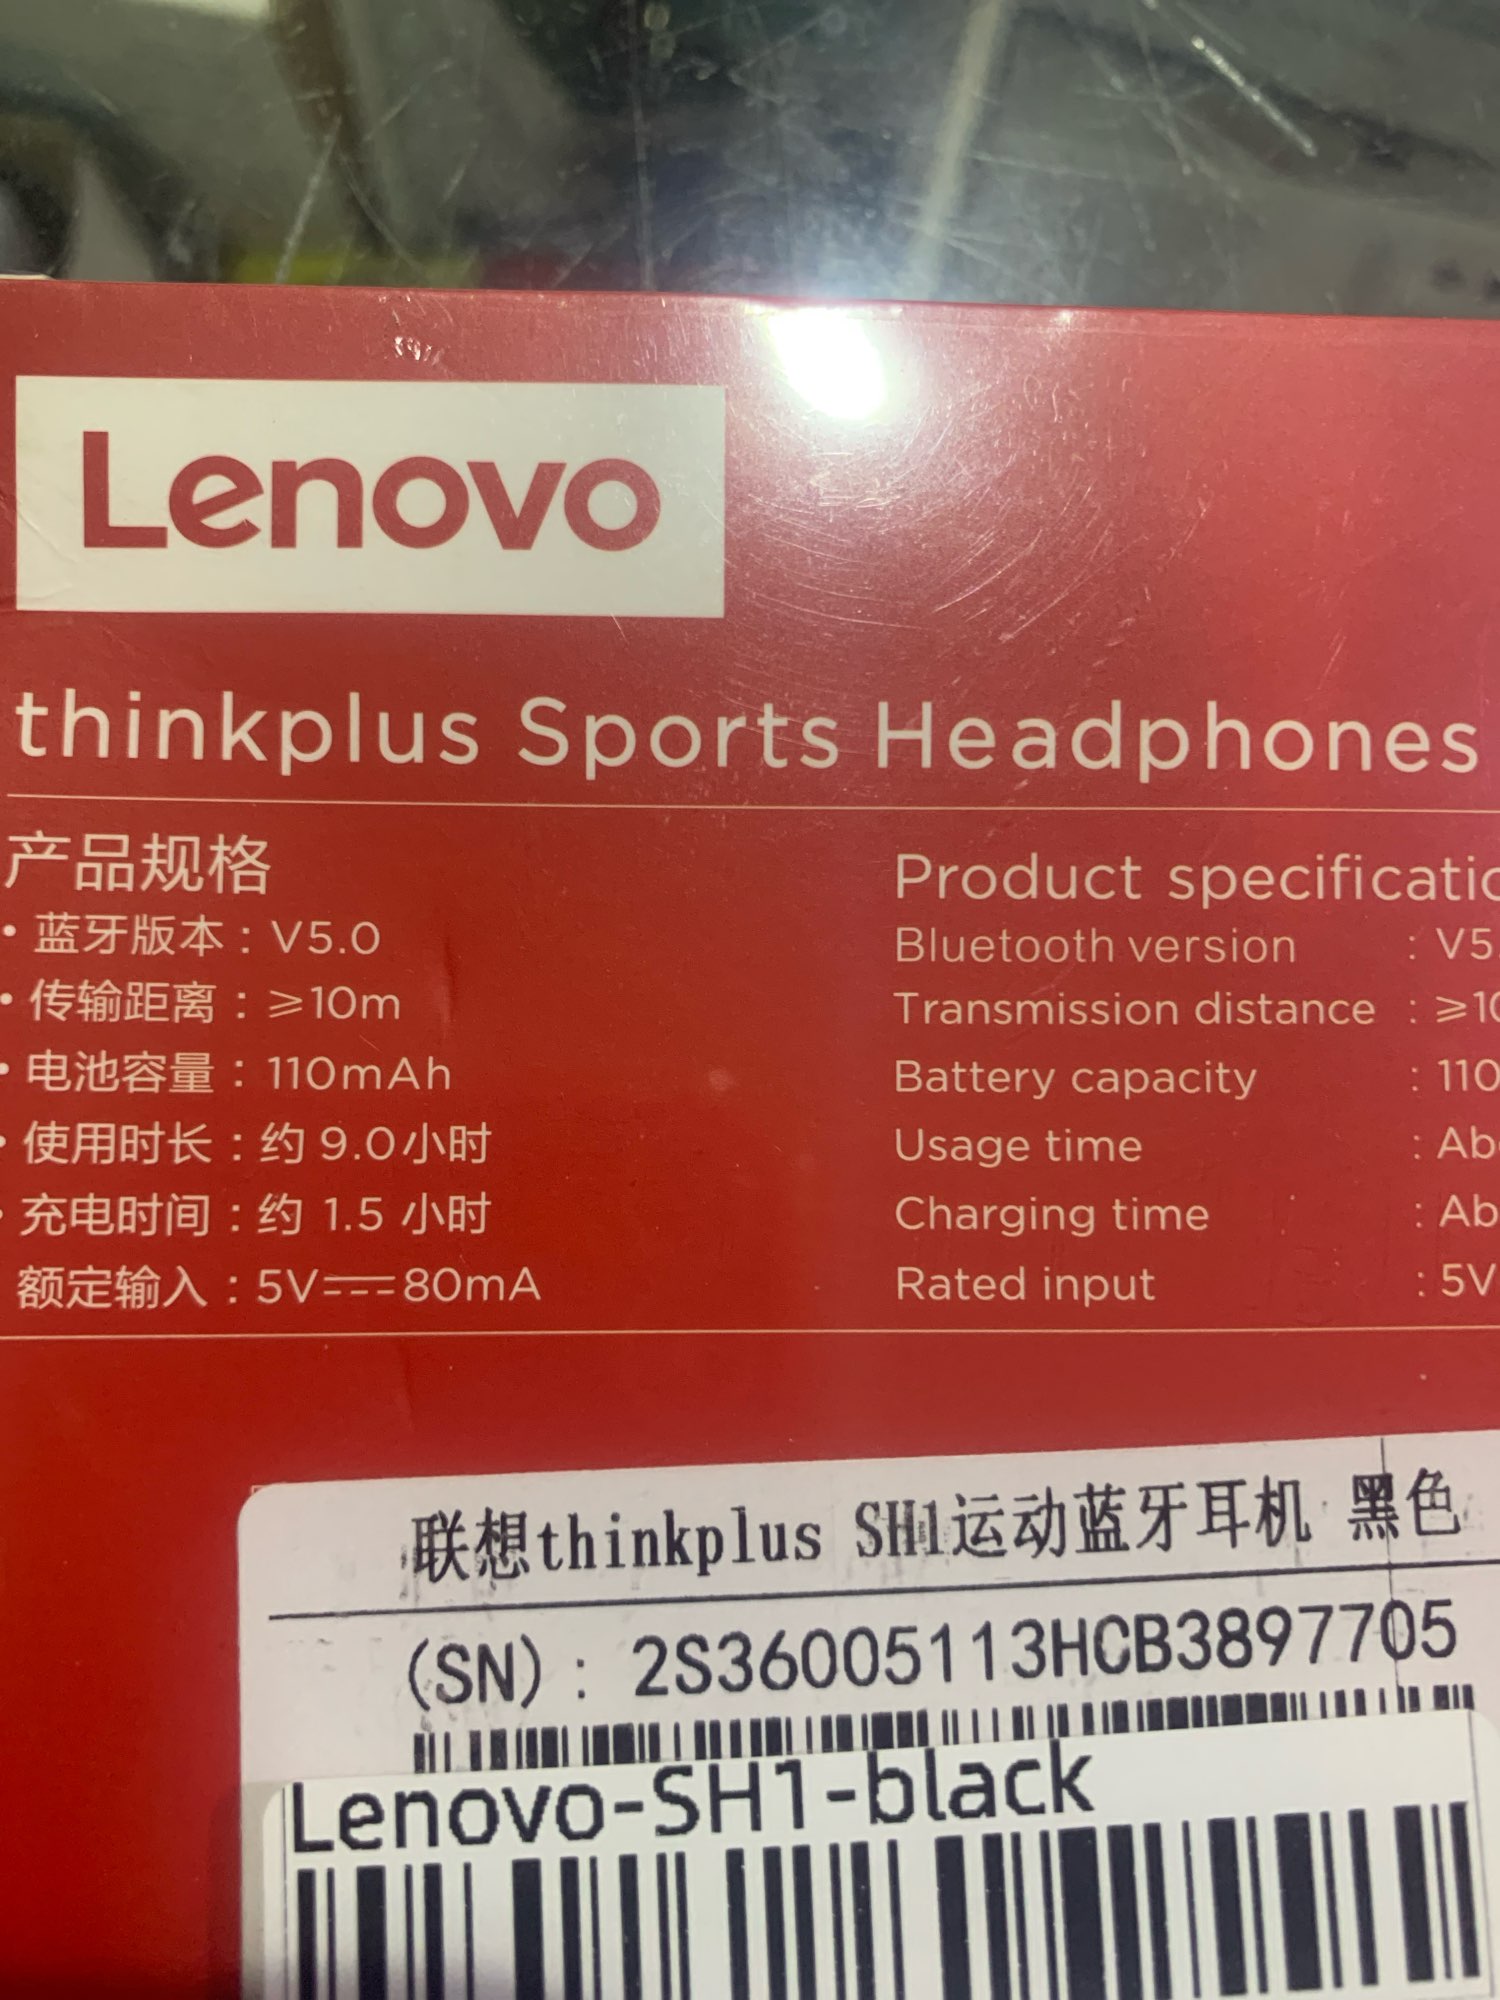 Lenovo
thinkplus Sports Headphones
产品规格
• 蓝牙版本：V5.0
• 传输距离：≥10m
• 电池容量：110mAh
• 使用时长：约 9.0小时
• 充电时间：约 1.5 小时
额定输入：5V⎓80mA
Product
Bluetooth version : V5.
Transmission distance : ≥10
Battery capacity : 110
Usage time :
Charging time :
Rated input : 5V
联想thinkplus SH1运动蓝牙耳机 黑色
(SN): 2S36005113HCB3897705
Lenovo-SH1-black